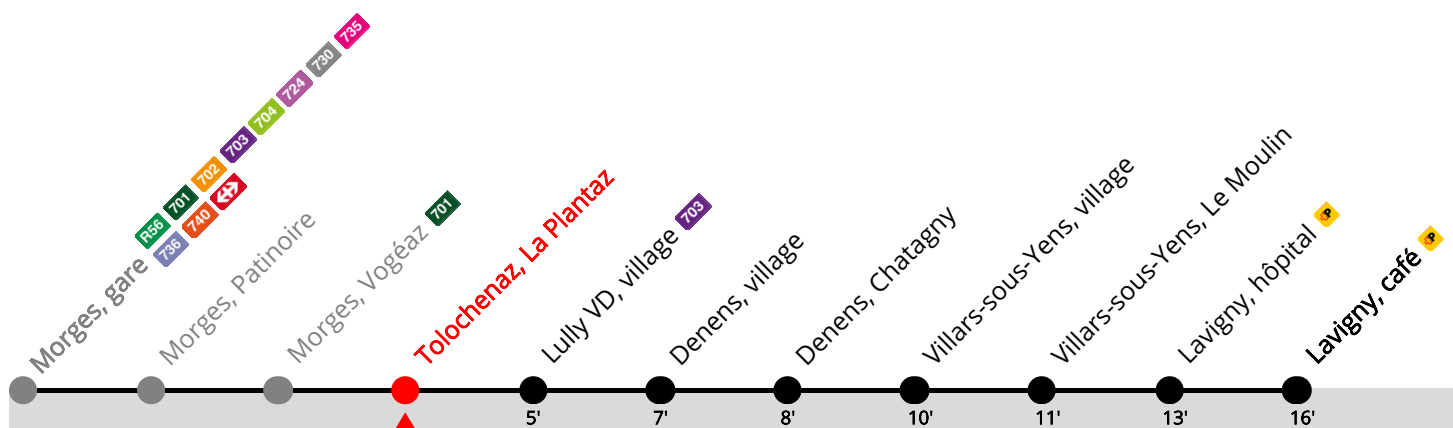 Morges, gare
R56 701 702 703 704 724 730 735
736 740
Morges, Patinoire
Morges, Vogéaz 701
Tolochenaz, La Plantaz
Lully VD, village 703
Denens, village
Denens, Chatagny
Villars-sous-Yens, village
Villars-sous-Yens, Le Moulin
Lavigny, hôpital P
Lavigny, café P
5' 7' 8' 10' 11' 13' 16'